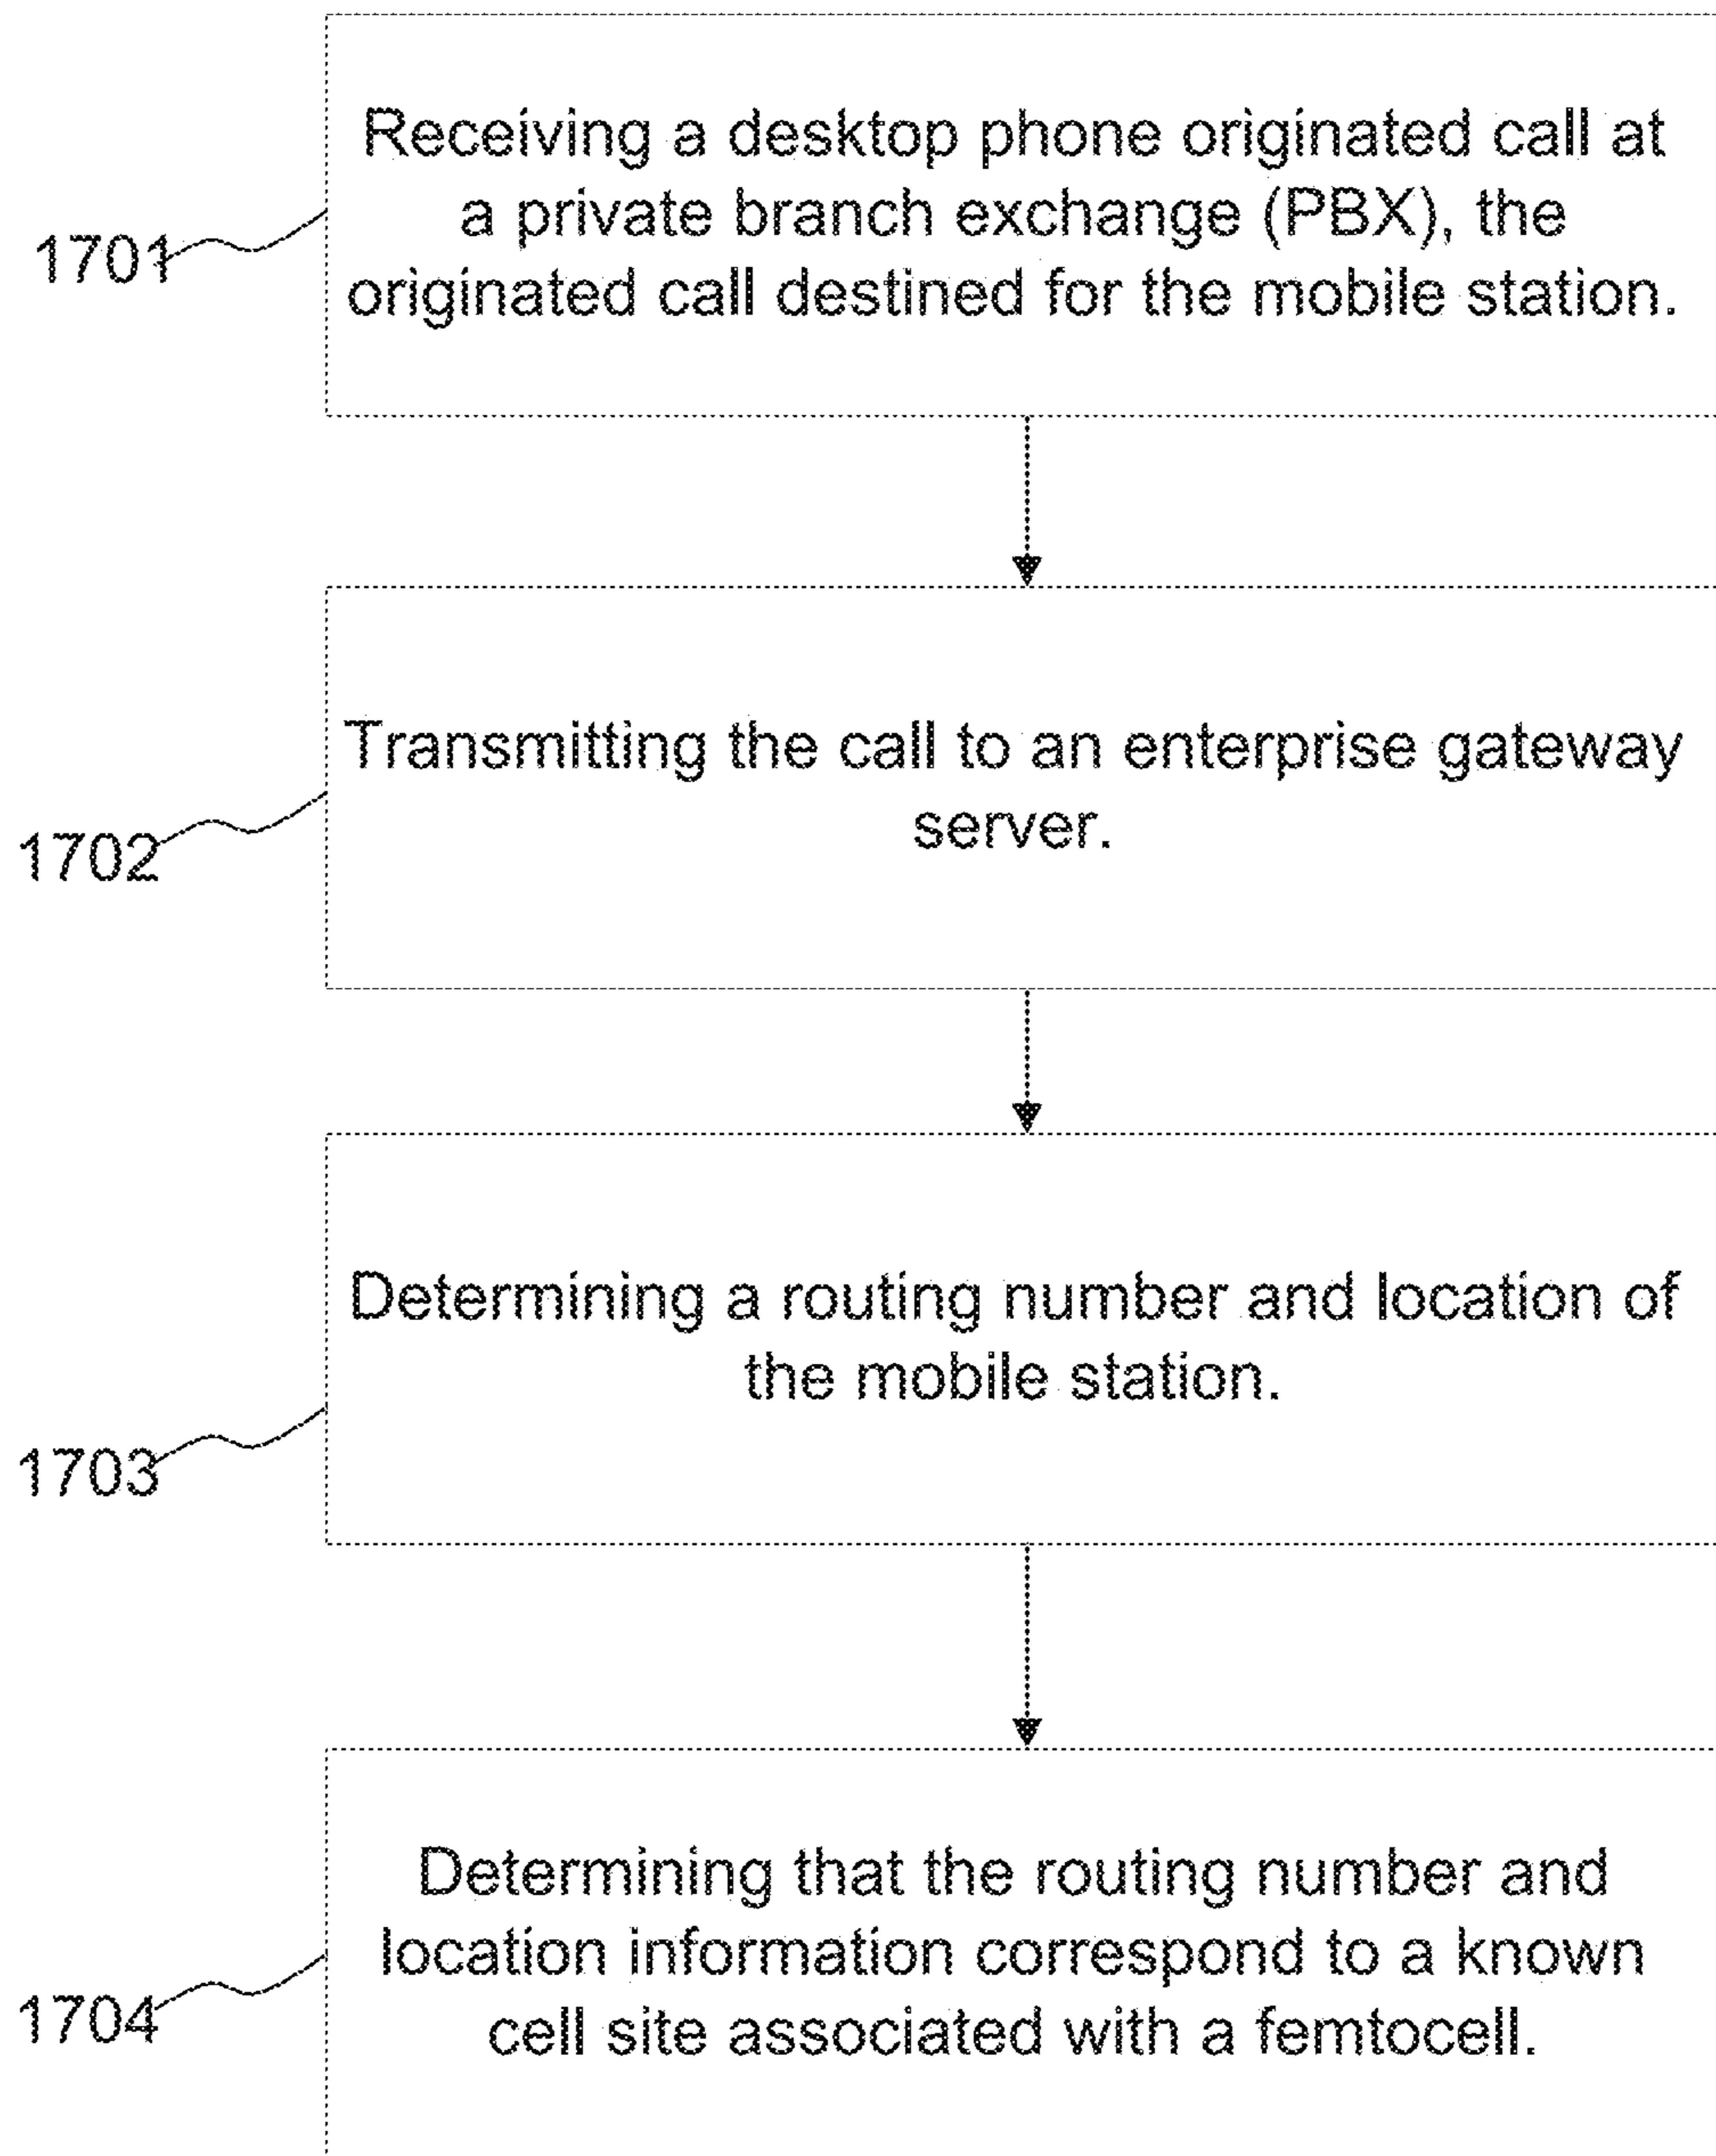 Receiving a desktop phone originated call at
a private branch exchange (PBX), the
originated call destined for the mobile station.
1701
Transmitting the call to an enterprise gateway
server.
1702
Determining a routing number and location of
the mobile station.
1703
Determining that the routing number and
location information correspond to a known
cell site associated with a femtocell.
1704